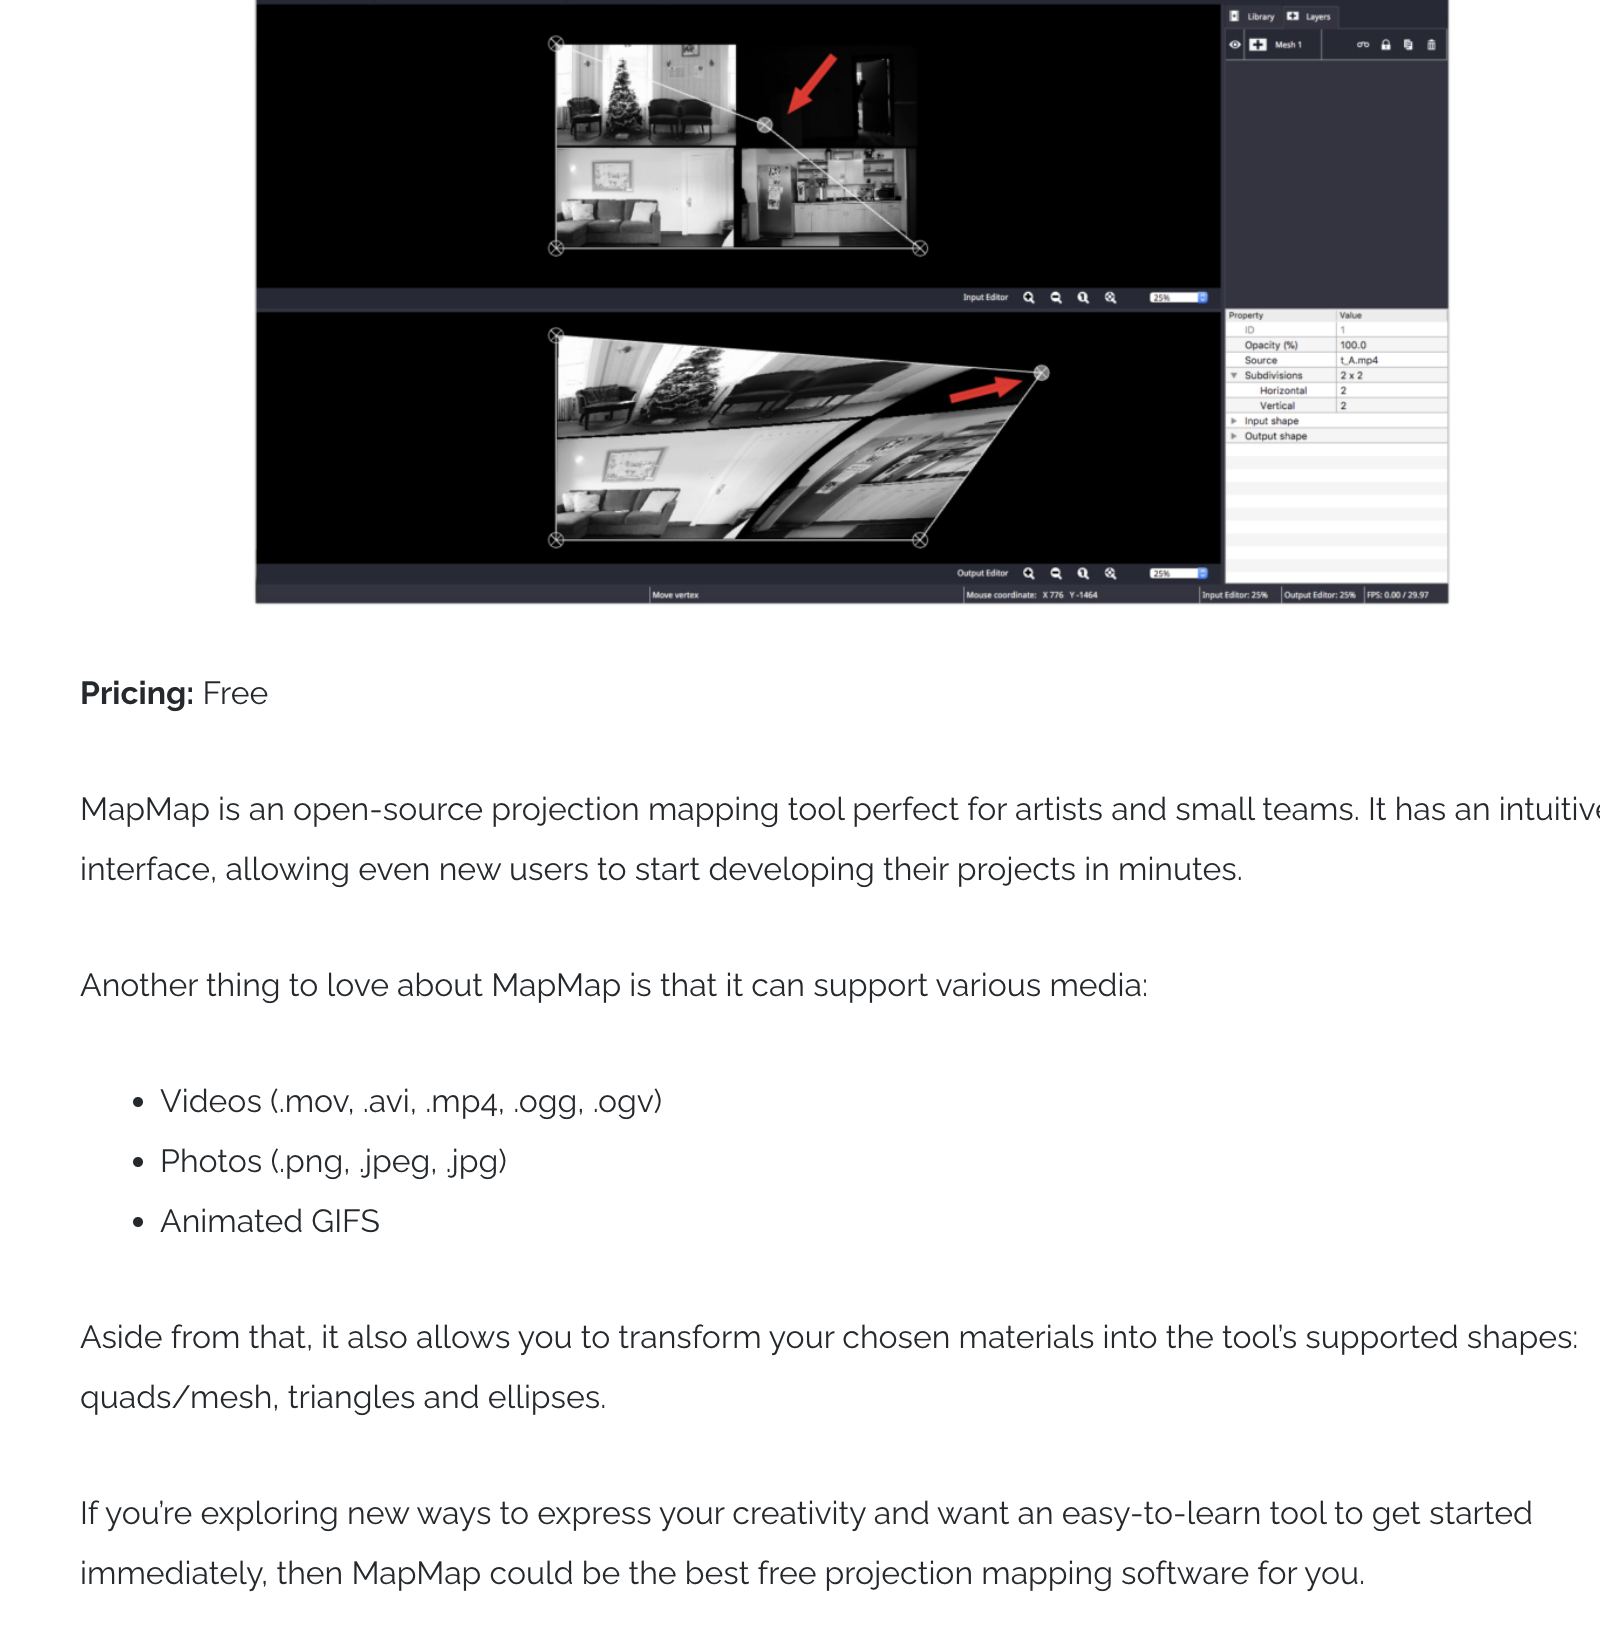 Library Layers
Mesh 1
Input Editor 25%
Property Value
ID 1
Opacity (%) 100.0
Source t_A.mp4
Subdivisions 2 x 2
Horizontal 2
Vertical 2
Input shape
Output shape
Output Editor 25%
Move vertex Mouse coordinate: X 776 Y -1464 Input Editor: 25% Output Editor: 25% FPS: 0.00 / 29.97
Pricing: Free
MapMap is an open-source projection mapping tool perfect for artists and small teams. It has an intuitive
interface, allowing even new users to start developing their projects in minutes.
Another thing to love about MapMap is that it can support various media:
• Videos (.mov, .avi, .mp4, .ogg, .ogv)
• Photos (.png, .jpeg, .jpg)
• Animated GIFS
Aside from that, it also allows you to transform your chosen materials into the tool’s supported shapes:
quads/mesh, triangles and ellipses.
If you’re exploring new ways to express your creativity and want an easy-to-learn tool to get started
immediately, then MapMap could be the best free projection mapping software for you.